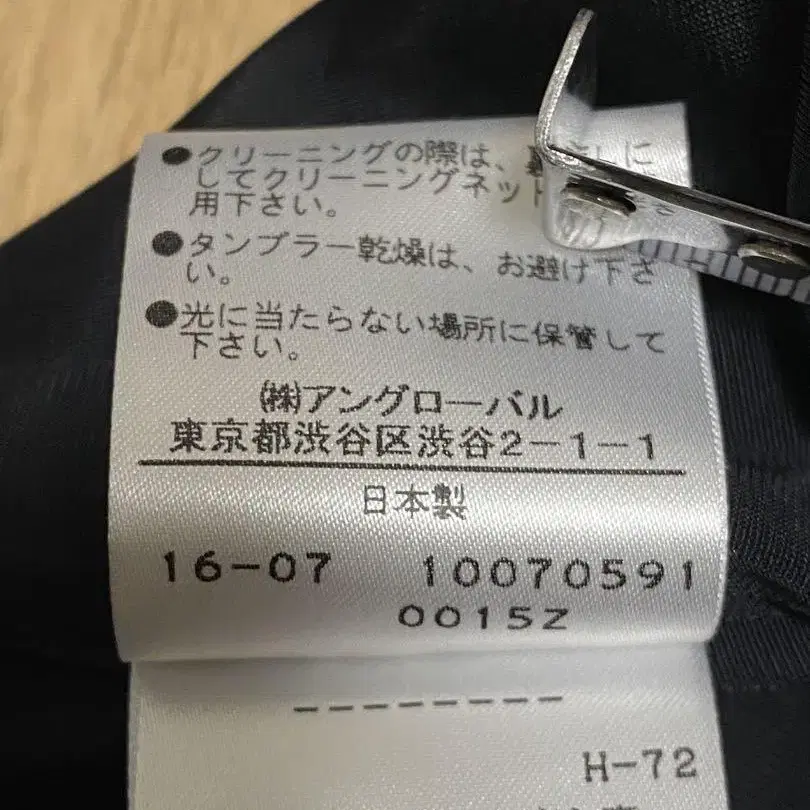 ●クリーニングの際は、裏返しに
してクリーニングネット
用下さい。
●タンブラー乾燥は、お避け下さ
い。
●光に当たらない場所に保管して
下さい。
㈱アングローバル
東京都渋谷区渋谷2-1-1
日本製
16-07 10070591
0015Z
--------
H-72